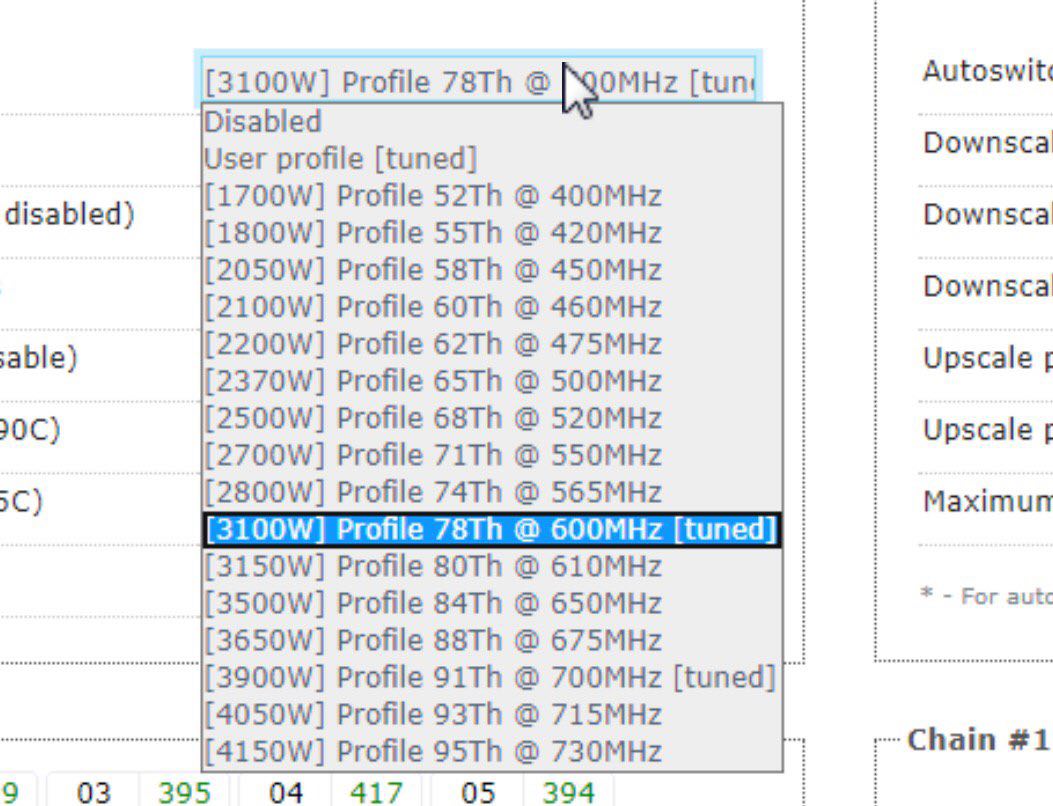 [3100W] Profile 78Th @ 00MHz [tun
Autoswit
Disabled
User profile [tuned]
Downscal
[1700W] Profile 52Th @ 400MHz
disabled)
[1800W] Profile 55Th @ 420MHz
Downscal
[2050W] Profile 58Th @ 450MHz
Downscal
[2100W] Profile 60Th @ 460MHz
[2200W] Profile 62Th @ 475MHz
sable)
Upscale p
[2370W] Profile 65Th @ 500MHz
[2500W] Profile 68Th @ 520MHz
90C)
Upscale p
[2700W] Profile 71Th @ 550MHz
[2800W] Profile 74Th @ 565MHz
5C)
Maximum
[3100W] Profile 78Th @ 600MHz [tuned]
[3150W] Profile 80Th @ 610MHz
[3500W] Profile 84Th @ 650MHz
* - For auto
[3650W] Profile 88Th @ 675MHz
[3900W] Profile 91Th @ 700MHz [tuned]
[4050W] Profile 93Th @ 715MHz
[4150W] Profile 95Th @ 730MHz
Chain #1
9 03 395 04 417 05 394